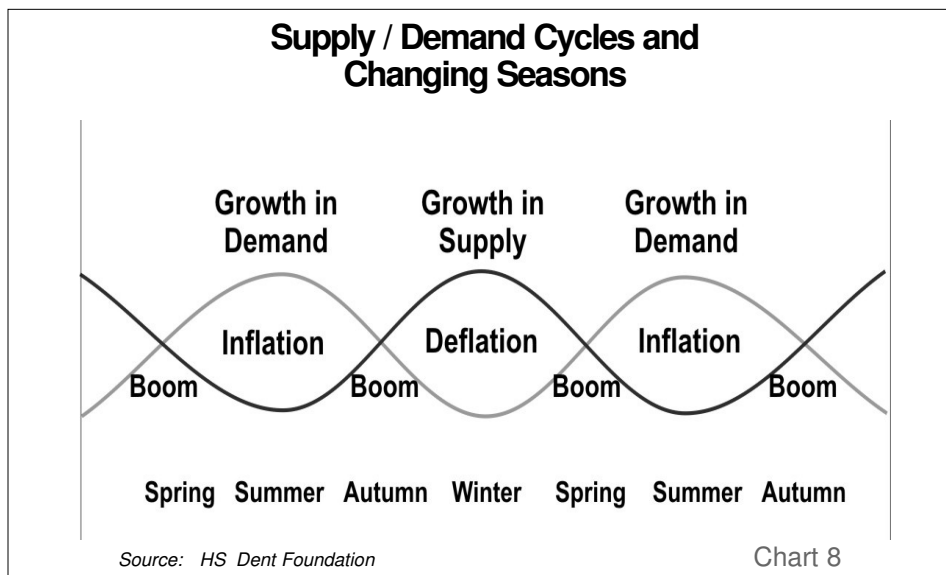 Supply / Demand Cycles and
Changing Seasons
Growth in
Demand
Growth in
Supply
Growth in
Demand
Inflation
Deflation
Inflation
Boom
Boom
Boom
Boom
Spring Summer Autumn Winter Spring Summer Autumn
Source: HS Dent Foundation
Chart 8